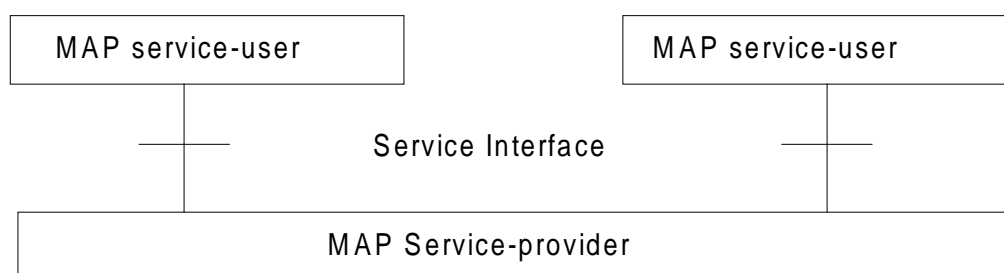 MAP service-user
MAP service-user
Service Interface
MAP Service-provider